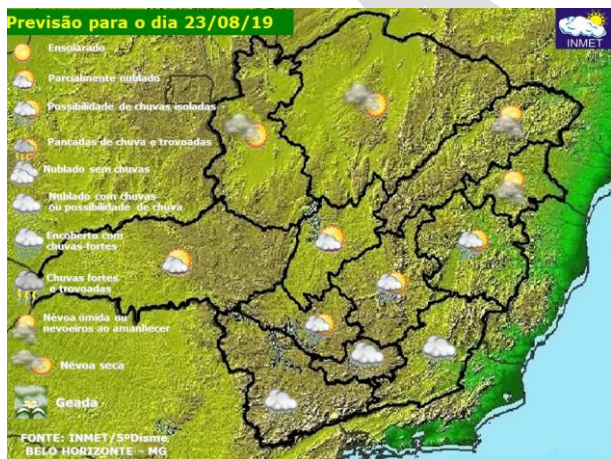 Previsão para o dia 23/08/19
INMET
Ensolarado
Parcialmente nublado
Possibilidade de chuvas isoladas
Pancadas de chuva e trovoadas
Nublado sem chuvas
Nublado com chuvas
ou possibilidade de chuva
Encoberto com
chuvas fortes
Chuvas fortes
e trovoadas
Névoa úmida ou
nevoeiros ao amanhecer
Névoa seca
Geada
FONTE: INMET/5ºDisme
BELO HORIZONTE - MG